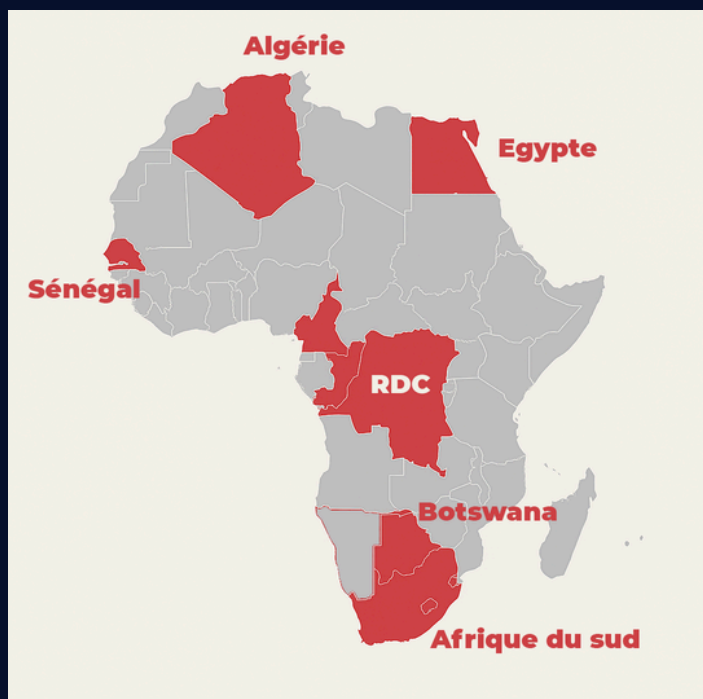 Algérie
Egypte
Sénégal
RDC
Botswana
Afrique du sud